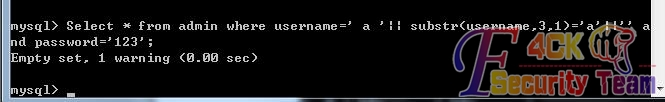 mysql> Select * from admin where username=' a '|| substr(username,3,1)='a'||'' a
nd password='123';
Empty set, 1 warning (0.00 sec)
mysql>
F4CK
Security Team